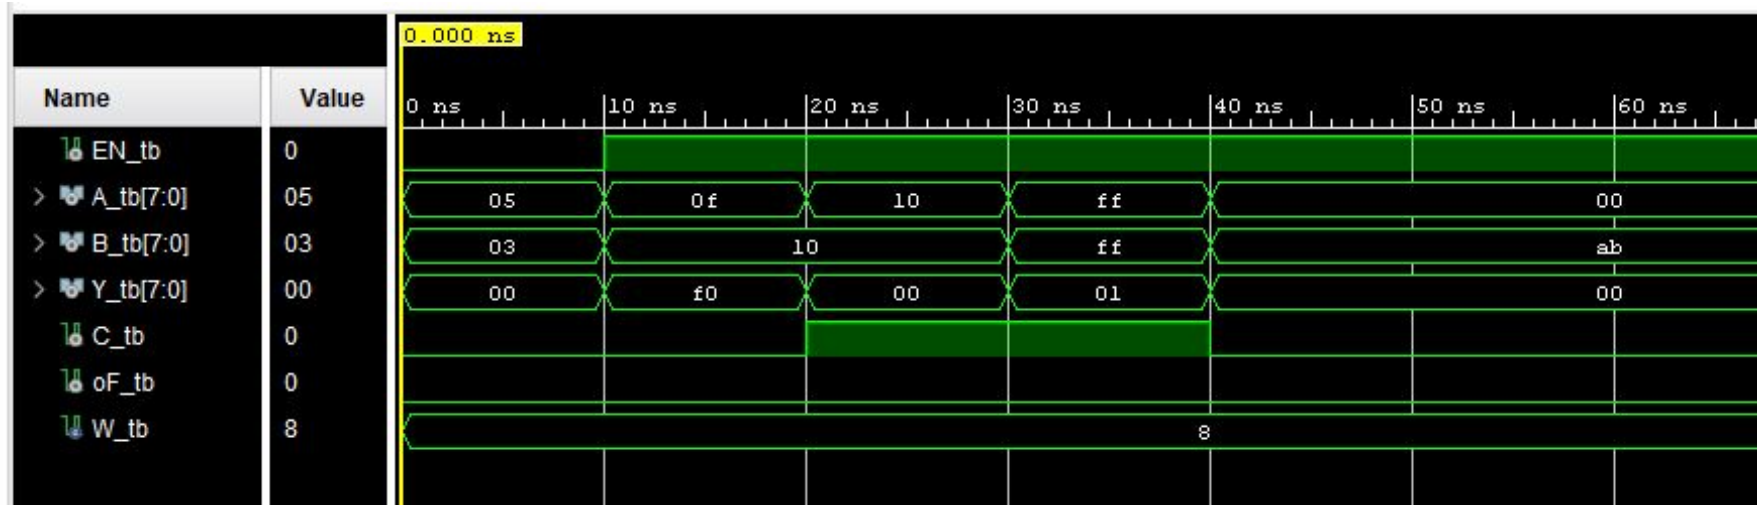 0.000 ns
Name Value 0 ns 10 ns 20 ns 30 ns 40 ns 50 ns 60 ns
EN_tb 0
> A_tb[7:0] 05 05 0f 10 ff 00
> B_tb[7:0] 03 03 10 ff ab
> Y_tb[7:0] 00 00 f0 00 01 00
C_tb 0
oF_tb 0
W_tb 8 8